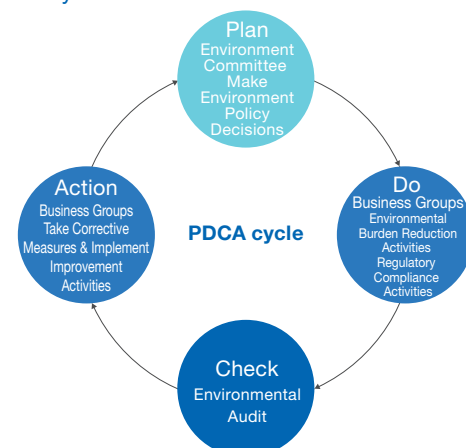 Plan
Environment
Committee
Make
Environment
Policy
Decisions
Do
Business Groups
Environmental
Burden Reduction
Activities
Regulatory
Compliance
Activities
Action
Business Groups
Take Corrective
Measures & Implement
Improvement
Activities
PDCA cycle
Check
Environmental
Audit